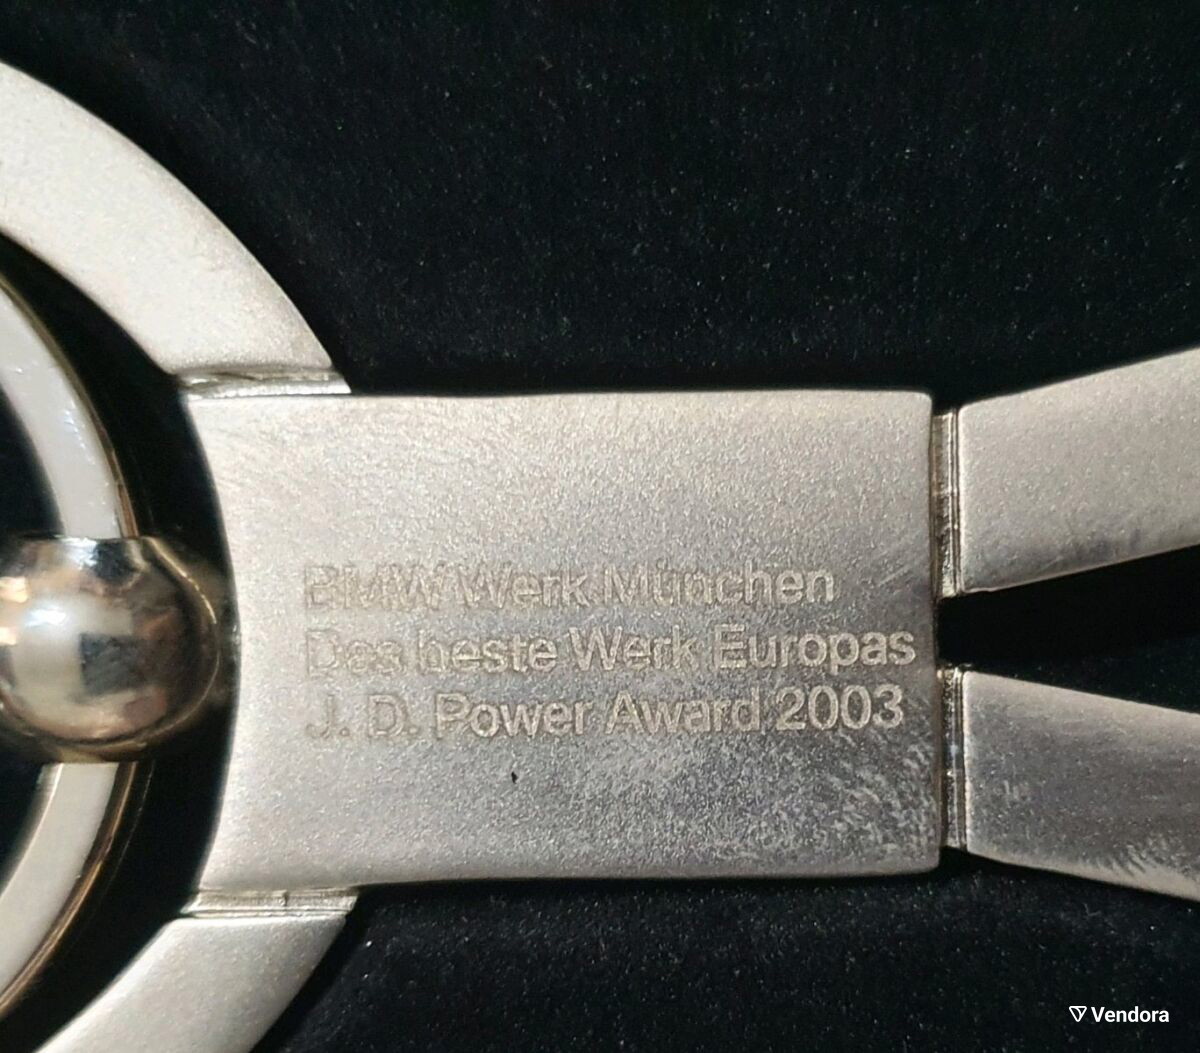 BMW Werk München
Das beste Werk Europas
J. D. Power Award 2003
Vendora